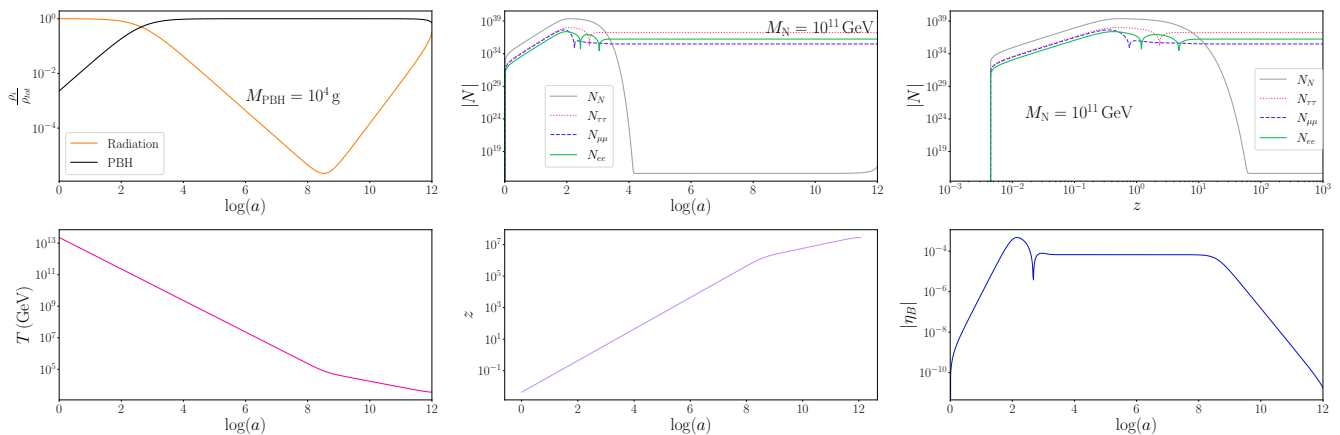 10^0
10^{-2}
10^{-4}
ρ_i/ρ_tot
M_PBH = 10^4 g
Radiation
PBH
0 2 4 6 8 10 12
log(a)
10^39
10^34
10^29
10^24
10^19
|N|
M_N = 10^11 GeV
N_N
N_ττ
N_μμ
N_ee
0 2 4 6 8 10 12
log(a)
10^39
10^34
10^29
10^24
10^19
|N|
M_N = 10^11 GeV
N_N
N_ττ
N_μμ
N_ee
10^{-3} 10^{-2} 10^{-1} 10^0 10^1 10^2 10^3
z
10^13
10^11
10^9
10^7
10^5
T (GeV)
0 2 4 6 8 10 12
log(a)
10^7
10^5
10^3
10^1
10^{-1}
z
0 2 4 6 8 10 12
log(a)
10^{-4}
10^{-6}
10^{-8}
10^{-10}
|η_B|
0 2 4 6 8 10 12
log(a)